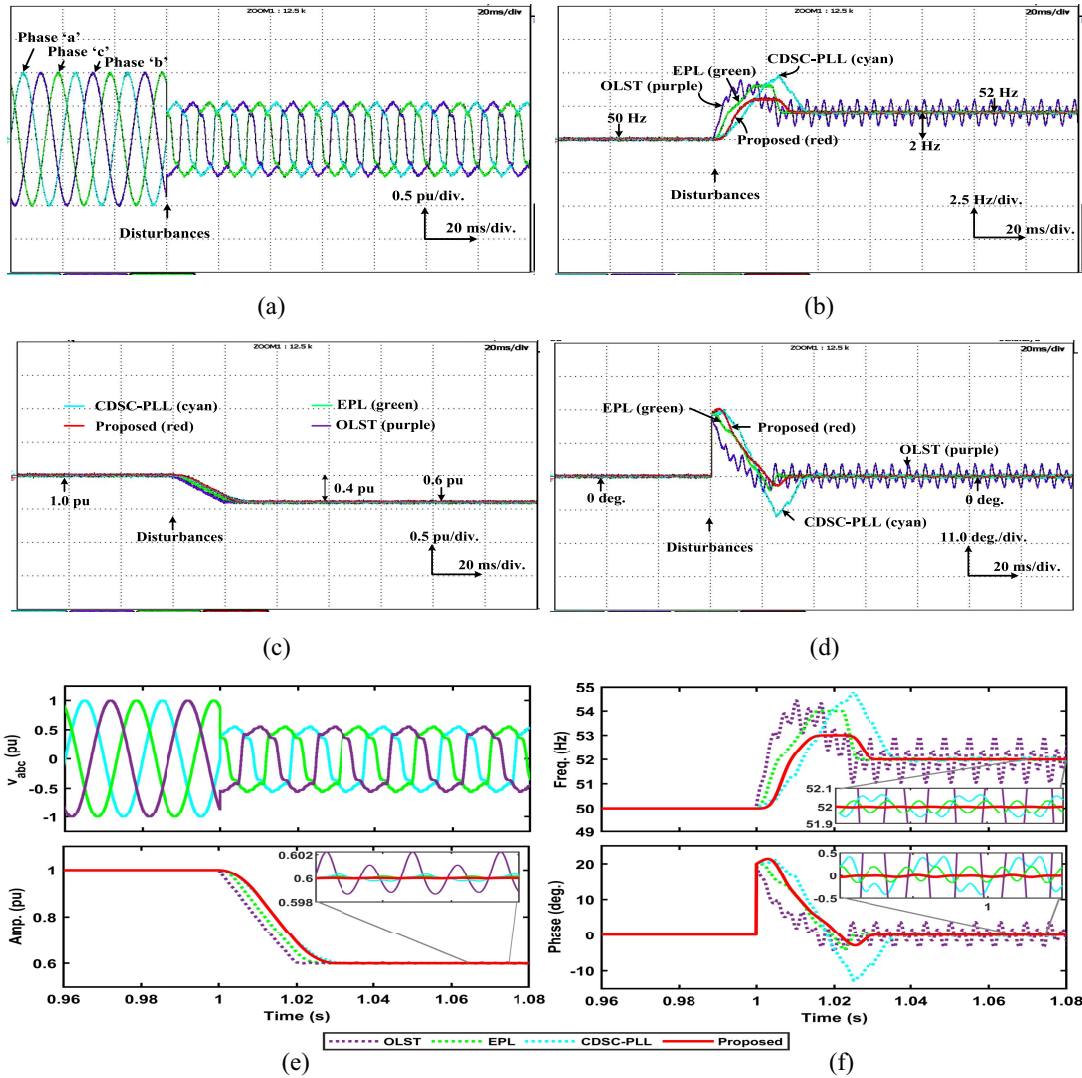 ZOOM1 : 12.5 k
20ms/div
Phase ‘a’
Phase ‘c’
Phase ‘b’
Disturbances
0.5 pu/div.
20 ms/div.
(a)
ZOOM1 : 12.5 k
20ms/div
CDSC-PLL (cyan)
EPL (green)
OLST (purple)
50 Hz
52 Hz
Proposed (red)
2 Hz
Disturbances
2.5 Hz/div.
20 ms/div.
(b)
ZOOM1 : 12.5 k
20ms/div
CDSC-PLL (cyan)
EPL (green)
Proposed (red)
OLST (purple)
1.0 pu
0.4 pu
0.6 pu
Disturbances
0.5 pu/div.
20 ms/div.
(c)
ZOOM1 : 12.5 k
20ms/div
EPL (green)
Proposed (red)
OLST (purple)
0 deg.
0 deg.
CDSC-PLL (cyan)
Disturbances
11.0 deg./div.
20 ms/div.
(d)
1
0.5
0
-0.5
-1
vabc (pu)
1
0.8
0.6
Amp. (pu)
0.602
0.6
0.598
0.96
0.98
1
1.02
1.04
1.06
1.08
Time (s)
(e)
55
54
53
52
51
50
49
Freq. (Hz)
52.1
52
51.9
20
10
0
-10
Phase (deg.)
0.5
0
-0.5
1
0.96
0.98
1
1.02
1.04
1.06
1.08
Time (s)
(f)
OLST
EPL
CDSC-PLL
Proposed